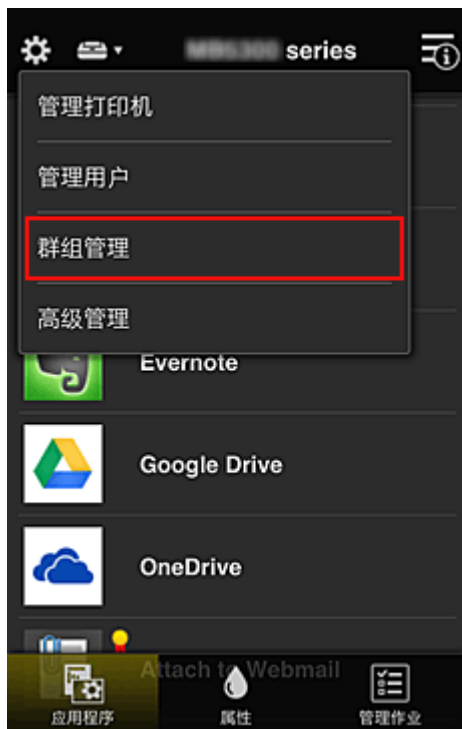 series
管理打印机
管理用户
群组管理
高级管理
Evernote
Google Drive
OneDrive
Attach to Webmail
应用程序
属性
管理作业